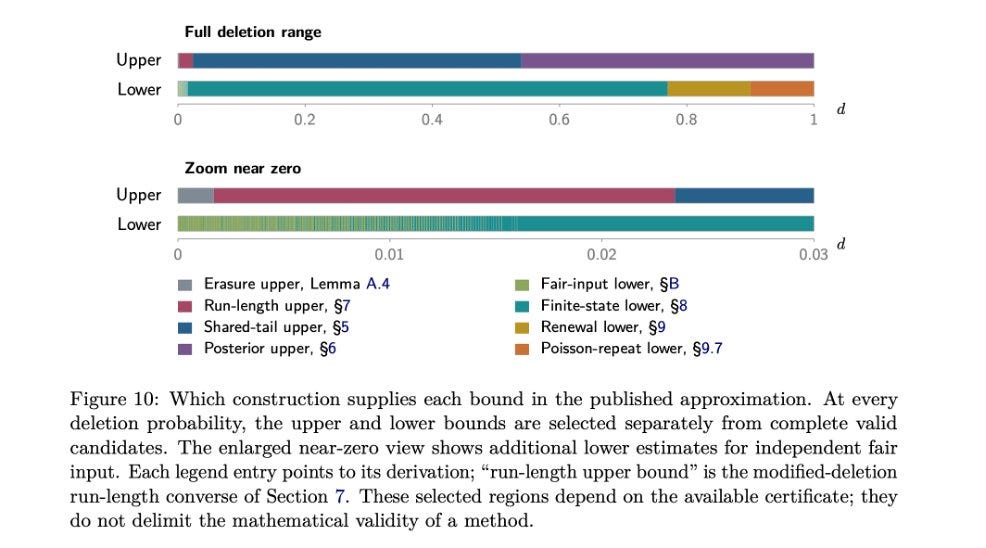 Full deletion range
Upper
Lower
0 0.2 0.4 0.6 0.8 1 d
Zoom near zero
Upper
Lower
0 0.01 0.02 0.03 d
Erasure upper, Lemma A.4
Run-length upper, §7
Shared-tail upper, §5
Posterior upper, §6
Fair-input lower, §B
Finite-state lower, §8
Renewal lower, §9
Poisson-repeat lower, §9.7
Figure 10: Which construction supplies each bound in the published approximation. At every
deletion probability, the upper and lower bounds are selected separately from complete valid
candidates. The enlarged near-zero view shows additional lower estimates for independent fair
input. Each legend entry points to its derivation; “run-length upper bound” is the modified-deletion
run-length converse of Section 7. These selected regions depend on the available certificate; they
do not delimit the mathematical validity of a method.